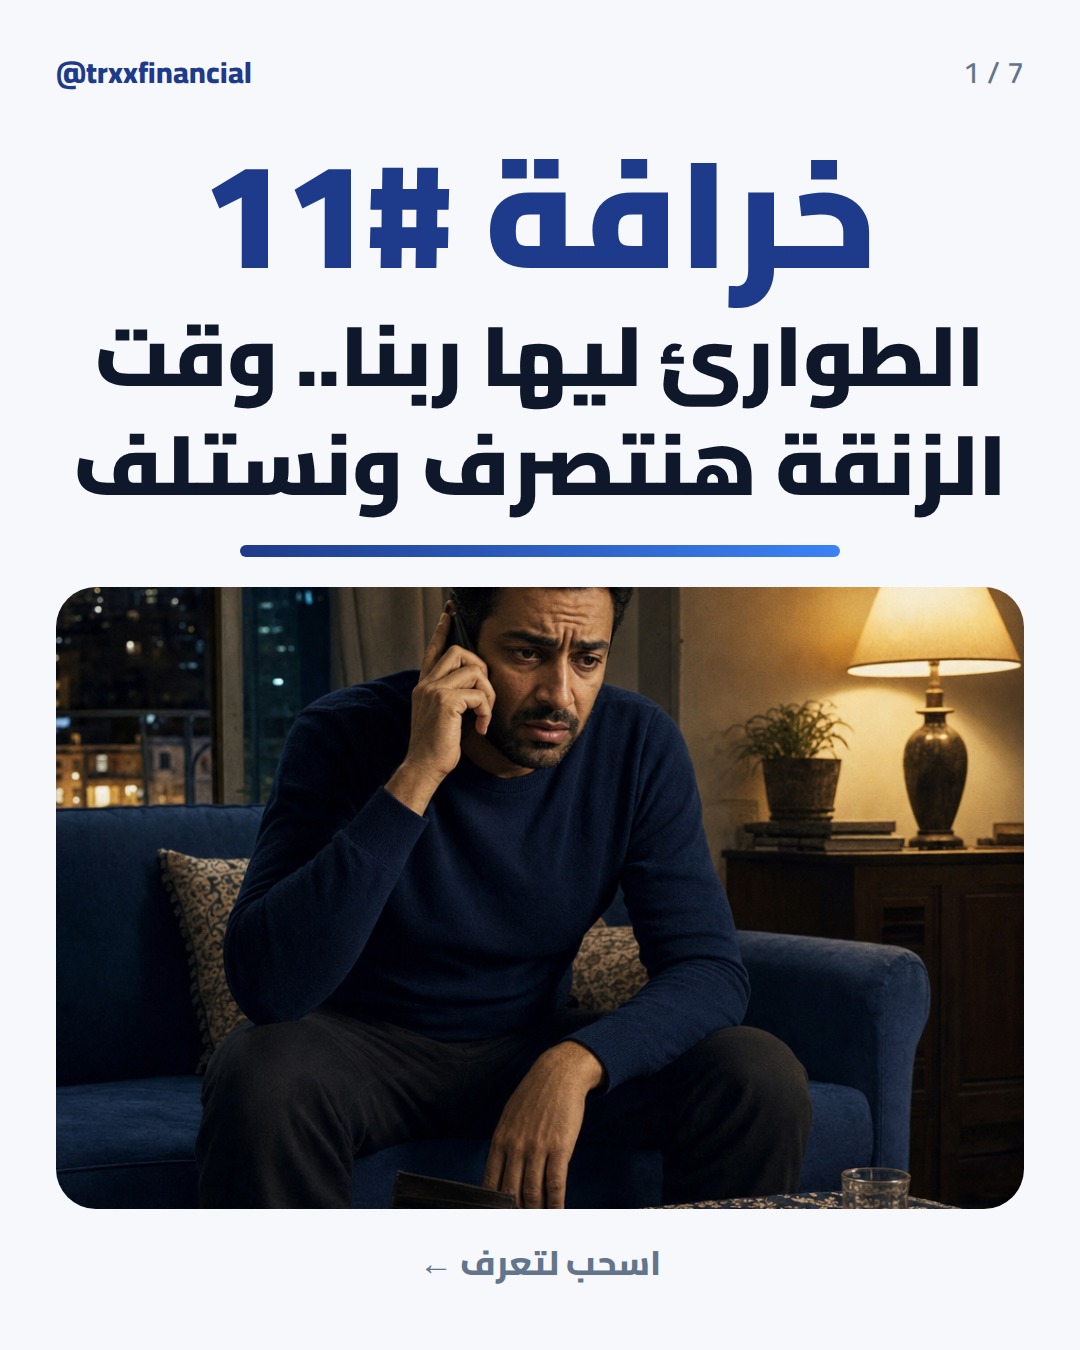 @trxxfinancial
1 / 7
خرافة #11
الطوارئ ليها ربنا.. وقت
الزنقة هنتصرف ونستلف
اسحب لتعرف ←